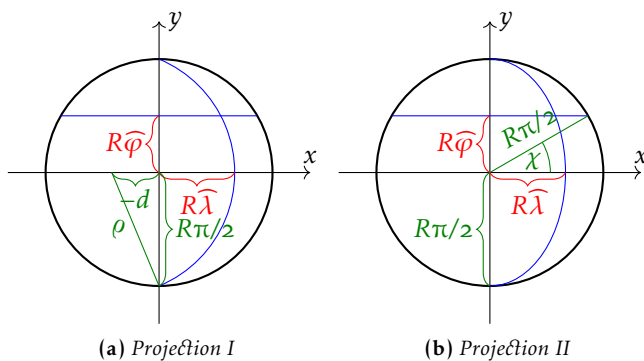 y
x
Rφ̂
Rλ̂
−d
ρ
Rπ/2
(a) Projection I
y
x
Rφ̂
Rλ̂
Rπ/2
χ
Rπ/2
(b) Projection II